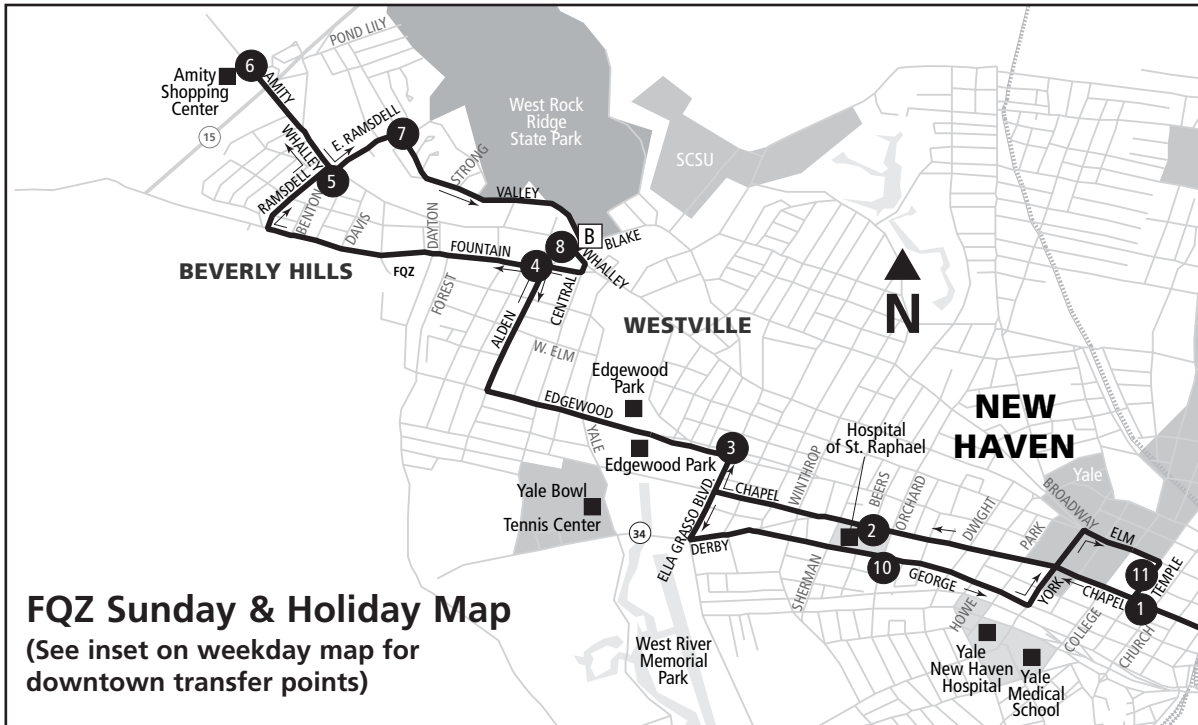 POND LILY
6
AMITY
Amity
Shopping
Center
15
WHALLEY
E. RAMSDELL
7
West Rock
Ridge
State Park
SCSU
STRONG
RAMSDELL
5
VALLEY
BENTON
DAVIS
DAYTON
FOUNTAIN
8
B
BLAKE
WHALLEY
BEVERLY HILLS
FQZ
4
CENTRAL
FOREST
ALDEN
WESTVILLE
N
W. ELM
Edgewood
Park
EDGEWOOD
YALE
Edgewood Park
3
NEW
HAVEN
Hospital
of St. Raphael
WINTHROP
BEERS
ORCHARD
Yale
BROADWAY
Yale Bowl
Tennis Center
ELLA GRASSO BLVD.
CHAPEL
2
DWIGHT
PARK
ELM
34
DERBY
SHERMAN
10
GEORGE
YORK
CHAPEL
11
TEMPLE
1
HOWE
COLLEGE
CHURCH
FQZ Sunday & Holiday Map
(See inset on weekday map for
downtown transfer points)
West River
Memorial
Park
Yale
New Haven
Hospital
Yale
Medical
School